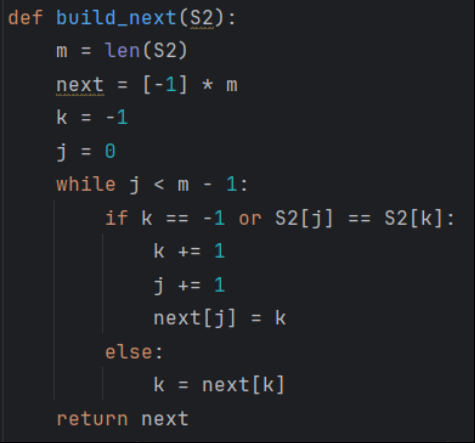 def build_next(S2):
    m = len(S2)
    next = [-1] * m
    k = -1
    j = 0
    while j < m - 1:
        if k == -1 or S2[j] == S2[k]:
            k += 1
            j += 1
            next[j] = k
        else:
            k = next[k]
    return next